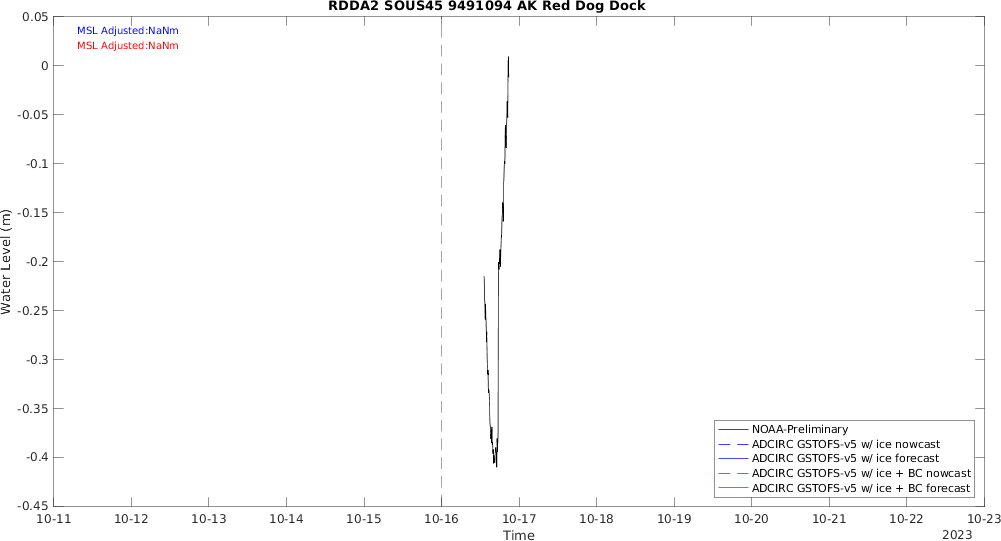 RDDA2 SOUS45 9491094 AK Red Dog Dock
MSL Adjusted:NaNm
MSL Adjusted:NaNm
0.05
0
-0.05
-0.1
-0.15
-0.2
-0.25
-0.3
-0.35
-0.4
-0.45
Water Level (m)
NOAA-Preliminary
ADCIRC GSTOFS-v5 w/ ice nowcast
ADCIRC GSTOFS-v5 w/ ice forecast
ADCIRC GSTOFS-v5 w/ ice + BC nowcast
ADCIRC GSTOFS-v5 w/ ice + BC forecast
10-11 10-12 10-13 10-14 10-15 10-16 10-17 10-18 10-19 10-20 10-21 10-22 10-23
Time
2023